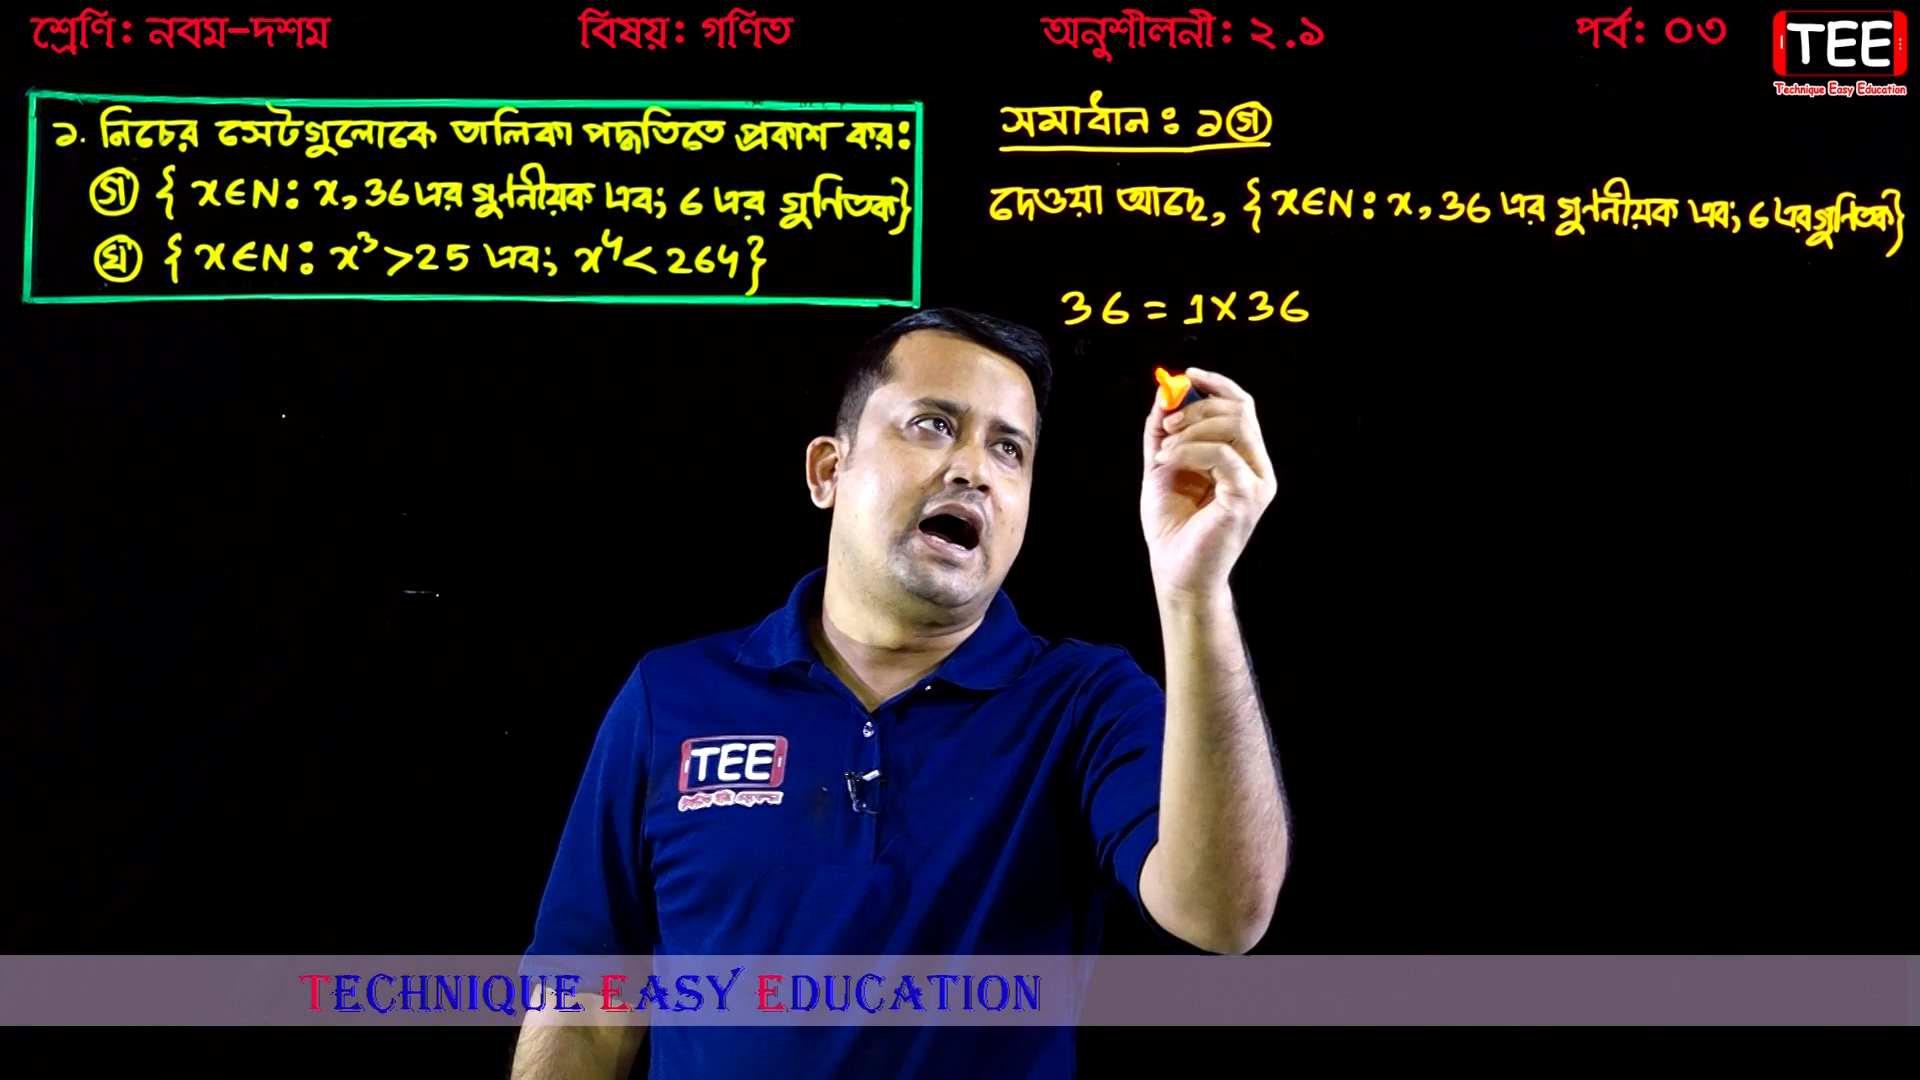 শ্রেণি: নবম-দশম
বিষয়: গণিত
অনুশীলনী: ২.১
পর্ব: ০৩
TEE
Technique Easy Education
১. নিচের সেটগুলোকে তালিকা পদ্ধতিতে প্রকাশ কর:
(গ) {x∈N: x, 36 এর গুণনীয়ক এবং 6 এর গুণিতক}
(ঘ) {x∈N: x³>25 এবং x⁴<264}
সমাধান: ১(গ)
দেওয়া আছে, {x∈N: x, 36 এর গুণনীয়ক এবং 6 এর গুণিতক}
36 = 1×36
TEE
TECHNIQUE EASY EDUCATION